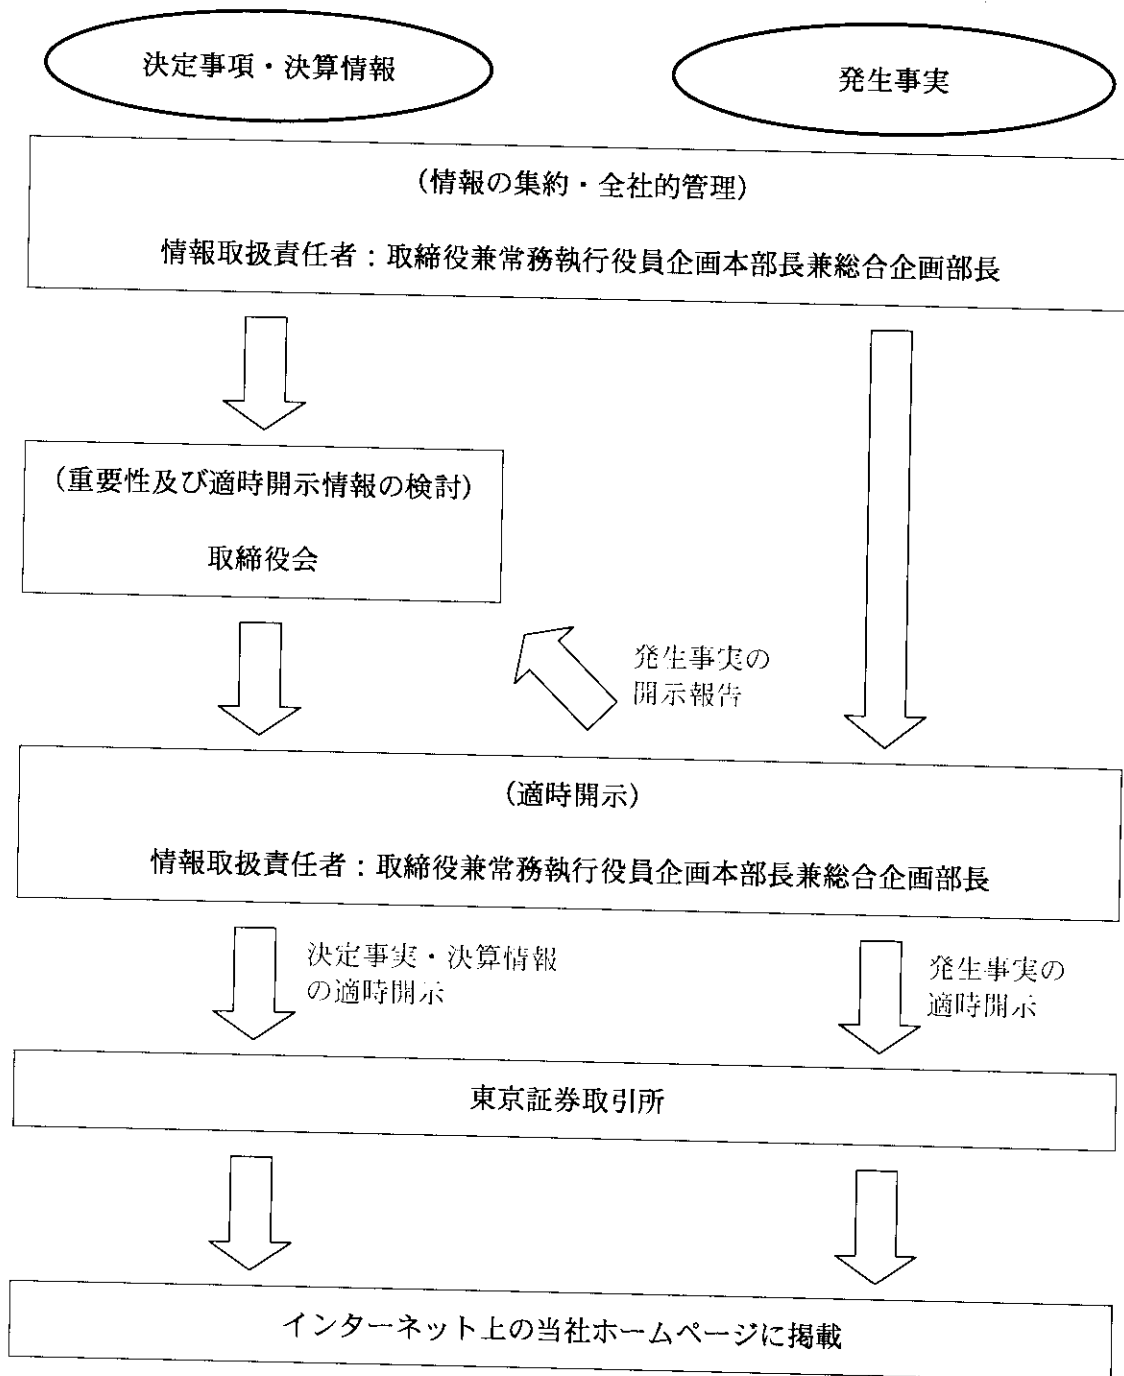 決定事項・決算情報
発生事実
(情報の集約・全社的管理)
情報取扱責任者：取締役兼常務執行役員企画本部長兼総合企画部長
(重要性及び適時開示情報の検討)
取締役会
発生事実の
開示報告
(適時開示)
情報取扱責任者：取締役兼常務執行役員企画本部長兼総合企画部長
決定事実・決算情報
の適時開示
発生事実の
適時開示
東京証券取引所
インターネット上の当社ホームページに掲載